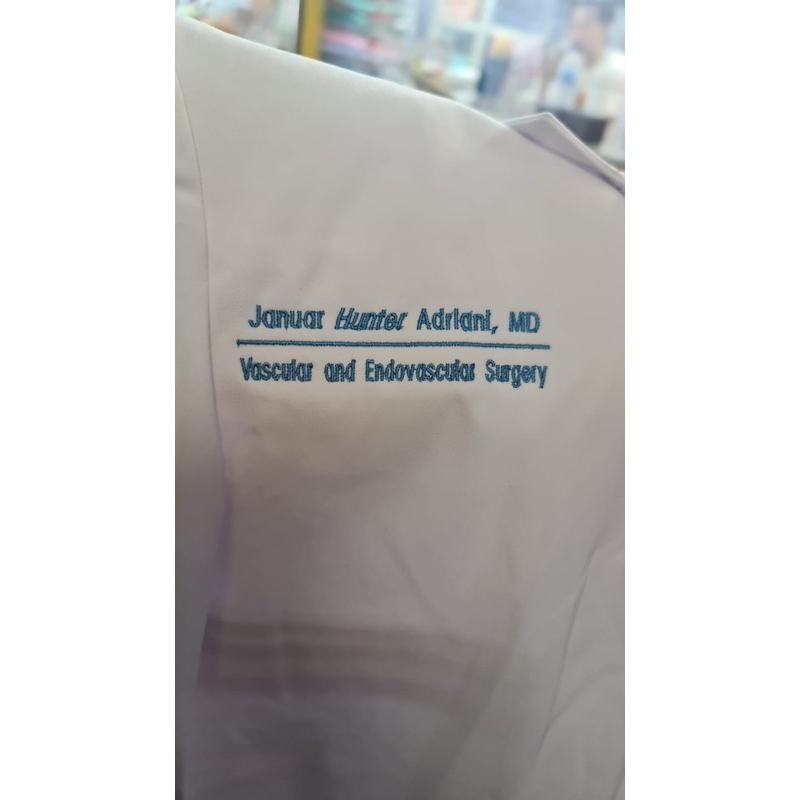 Januar Hunter Adriani, MD
Vascular and Endovascular Surgery